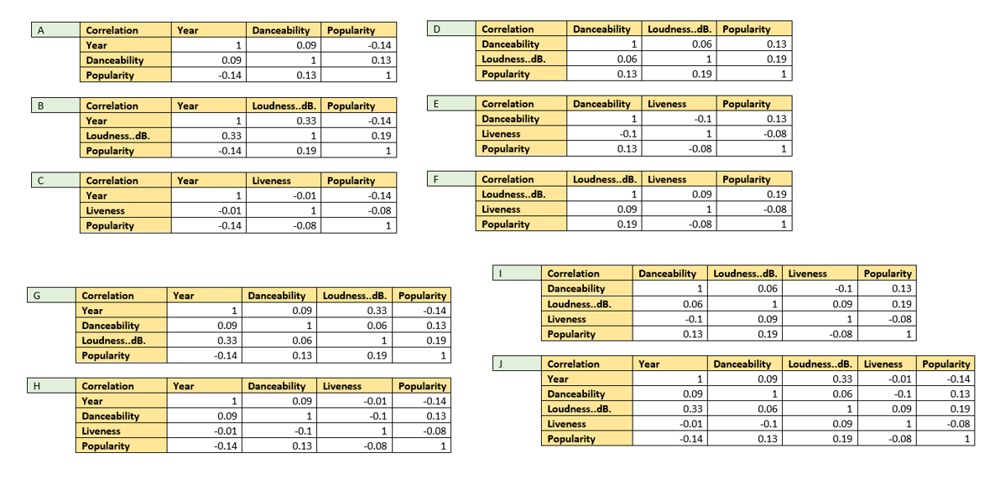 A Correlation Year Danceability Popularity
Year 1 0.09 -0.14
Danceability 0.09 1 0.13
Popularity -0.14 0.13 1
B Correlation Year Loudness..dB. Popularity
Year 1 0.33 -0.14
Loudness..dB. 0.33 1 0.19
Popularity -0.14 0.19 1
C Correlation Year Liveness Popularity
Year 1 -0.01 -0.14
Liveness -0.01 1 -0.08
Popularity -0.14 -0.08 1
D Correlation Danceability Loudness..dB. Popularity
Danceability 1 0.06 0.13
Loudness..dB. 0.06 1 0.19
Popularity 0.13 0.19 1
E Correlation Danceability Liveness Popularity
Danceability 1 -0.1 0.13
Liveness -0.1 1 -0.08
Popularity 0.13 -0.08 1
F Correlation Loudness..dB. Liveness Popularity
Loudness..dB. 1 0.09 0.19
Liveness 0.09 1 -0.08
Popularity 0.19 -0.08 1
G Correlation Year Danceability Loudness..dB. Popularity
Year 1 0.09 0.33 -0.14
Danceability 0.09 1 0.06 0.13
Loudness..dB. 0.33 0.06 1 0.19
Popularity -0.14 0.13 0.19 1
H Correlation Year Danceability Liveness Popularity
Year 1 0.09 -0.01 -0.14
Danceability 0.09 1 -0.1 0.13
Liveness -0.01 -0.1 1 -0.08
Popularity -0.14 0.13 -0.08 1
I Correlation Danceability Loudness..dB. Liveness Popularity
Danceability 1 0.06 -0.1 0.13
Loudness..dB. 0.06 1 0.09 0.19
Liveness -0.1 0.09 1 -0.08
Popularity 0.13 0.19 -0.08 1
J Correlation Year Danceability Loudness..dB. Liveness Popularity
Year 1 0.09 0.33 -0.01 -0.14
Danceability 0.09 1 0.06 -0.1 0.13
Loudness..dB. 0.33 0.06 1 0.09 0.19
Liveness -0.01 -0.1 0.09 1 -0.08
Popularity -0.14 0.13 0.19 -0.08 1